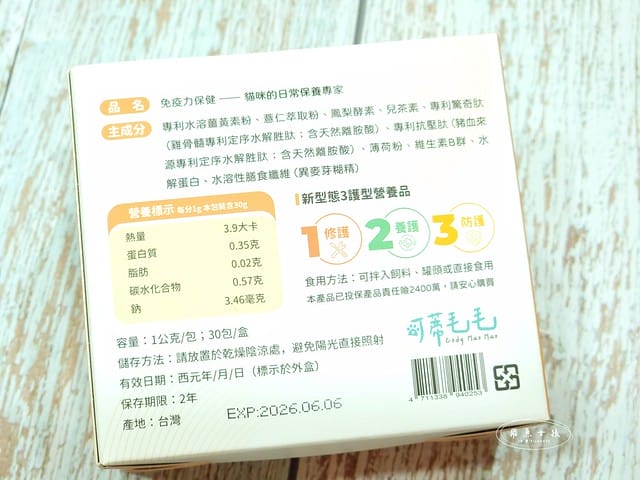 品 名 免疫力保健 —— 貓咪的日常保養專家
主成分 專利水溶薑黃素粉、薏仁萃取粉、鳳梨酵素、兒茶素、專利驚奇肽
(雞骨髓專利定序水解胜肽；含天然離胺酸)、專利抗壓肽 (豬血來
源專利定序水解胜肽；含天然離胺酸)、薄荷粉、維生素B群、水
解蛋白、水溶性膳食纖維 (異麥芽糊精)
營養標示 每分1g 本包裝含30g
熱量 3.9大卡
蛋白質 0.35克
脂肪 0.02克
碳水化合物 0.57克
鈉 3.46毫克
新型態3護型營養品
1 修護 2 養護 3 防護
食用方法：可拌入飼料、罐頭或直接食用
本產品已投保產品責任險2400萬，請安心購買
容量：1公克/包；30包/盒
儲存方法：請放置於乾燥陰涼處，避免陽光直接照射
有效日期：西元年/月/日 (標示於外盒)
保存期限：2年
產地：台灣
EXP:2026.06.06
可蒂毛毛
Cody Mao Mao
4 711338 940253